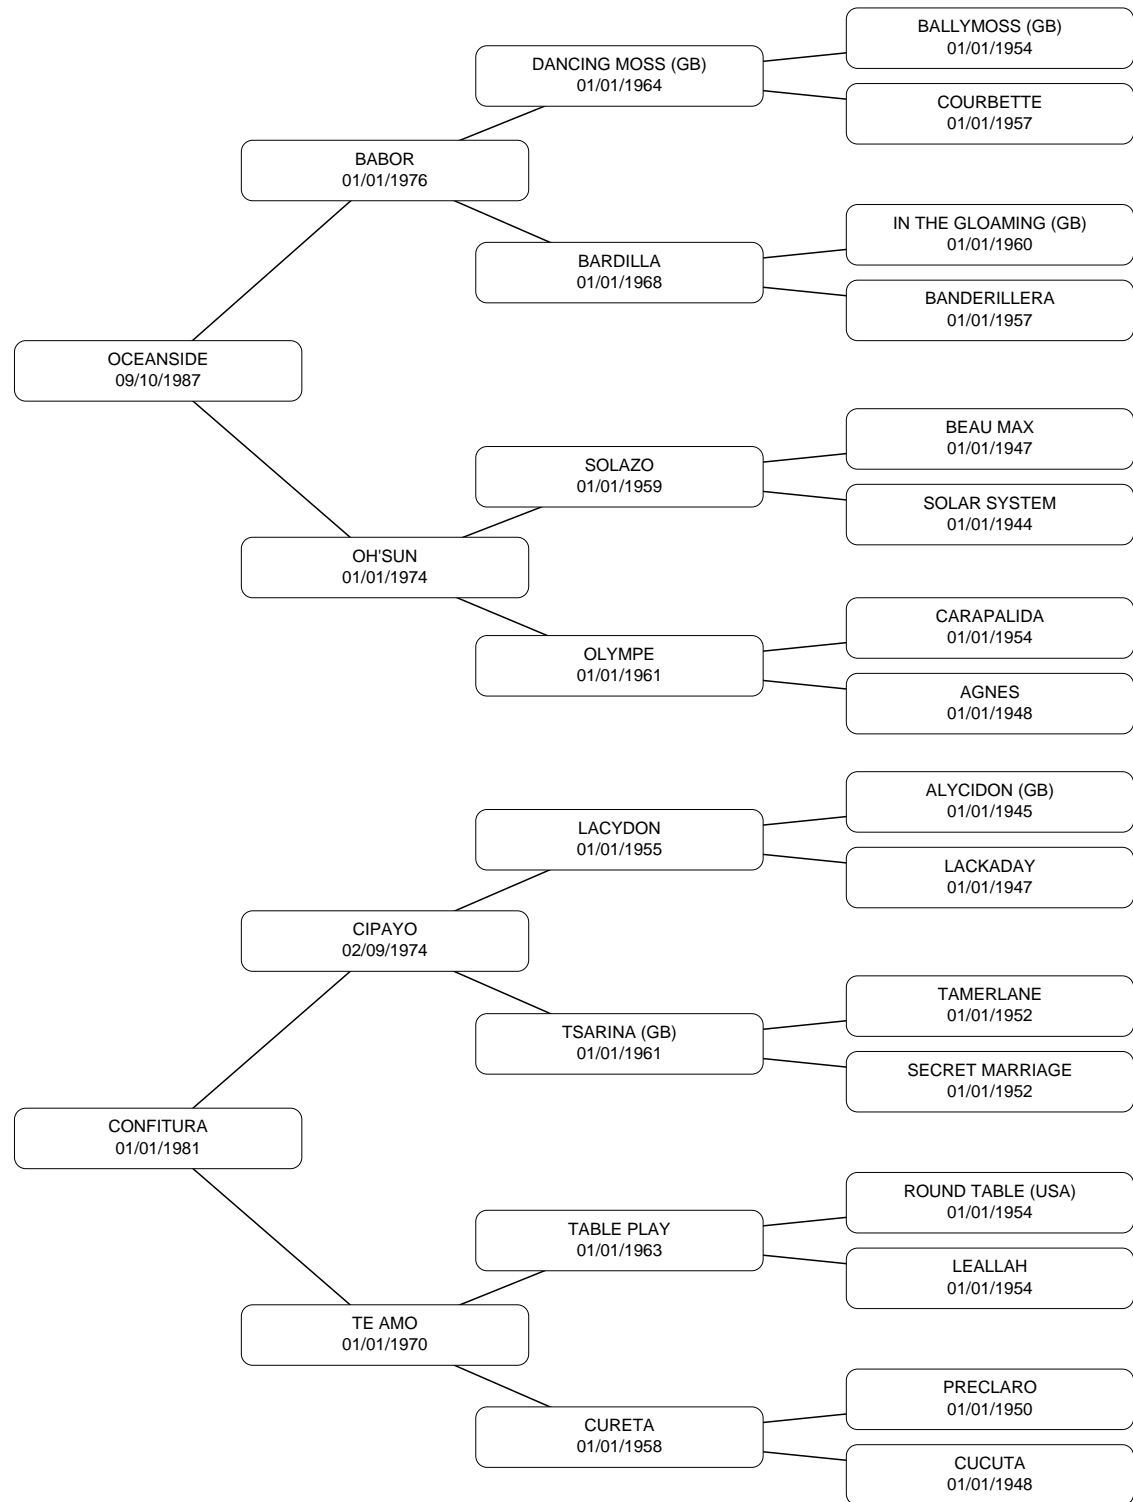 BALLYMOSS (GB)
01/01/1954
DANCING MOSS (GB)
01/01/1964
COURBETTE
01/01/1957
BABOR
01/01/1976
IN THE GLOAMING (GB)
01/01/1960
BARDILLA
01/01/1968
BANDERILLERA
01/01/1957
OCEANSIDE
09/10/1987
BEAU MAX
01/01/1947
SOLAZO
01/01/1959
SOLAR SYSTEM
01/01/1944
OH'SUN
01/01/1974
CARAPALIDA
01/01/1954
OLYMPE
01/01/1961
AGNES
01/01/1948
ALYCIDON (GB)
01/01/1945
LACYDON
01/01/1955
LACKADAY
01/01/1947
CIPAYO
02/09/1974
TAMERLANE
01/01/1952
TSARINA (GB)
01/01/1961
SECRET MARRIAGE
01/01/1952
CONFITURA
01/01/1981
ROUND TABLE (USA)
01/01/1954
TABLE PLAY
01/01/1963
LEALLAH
01/01/1954
TE AMO
01/01/1970
PRECLARO
01/01/1950
CURETA
01/01/1958
CUCUTA
01/01/1948